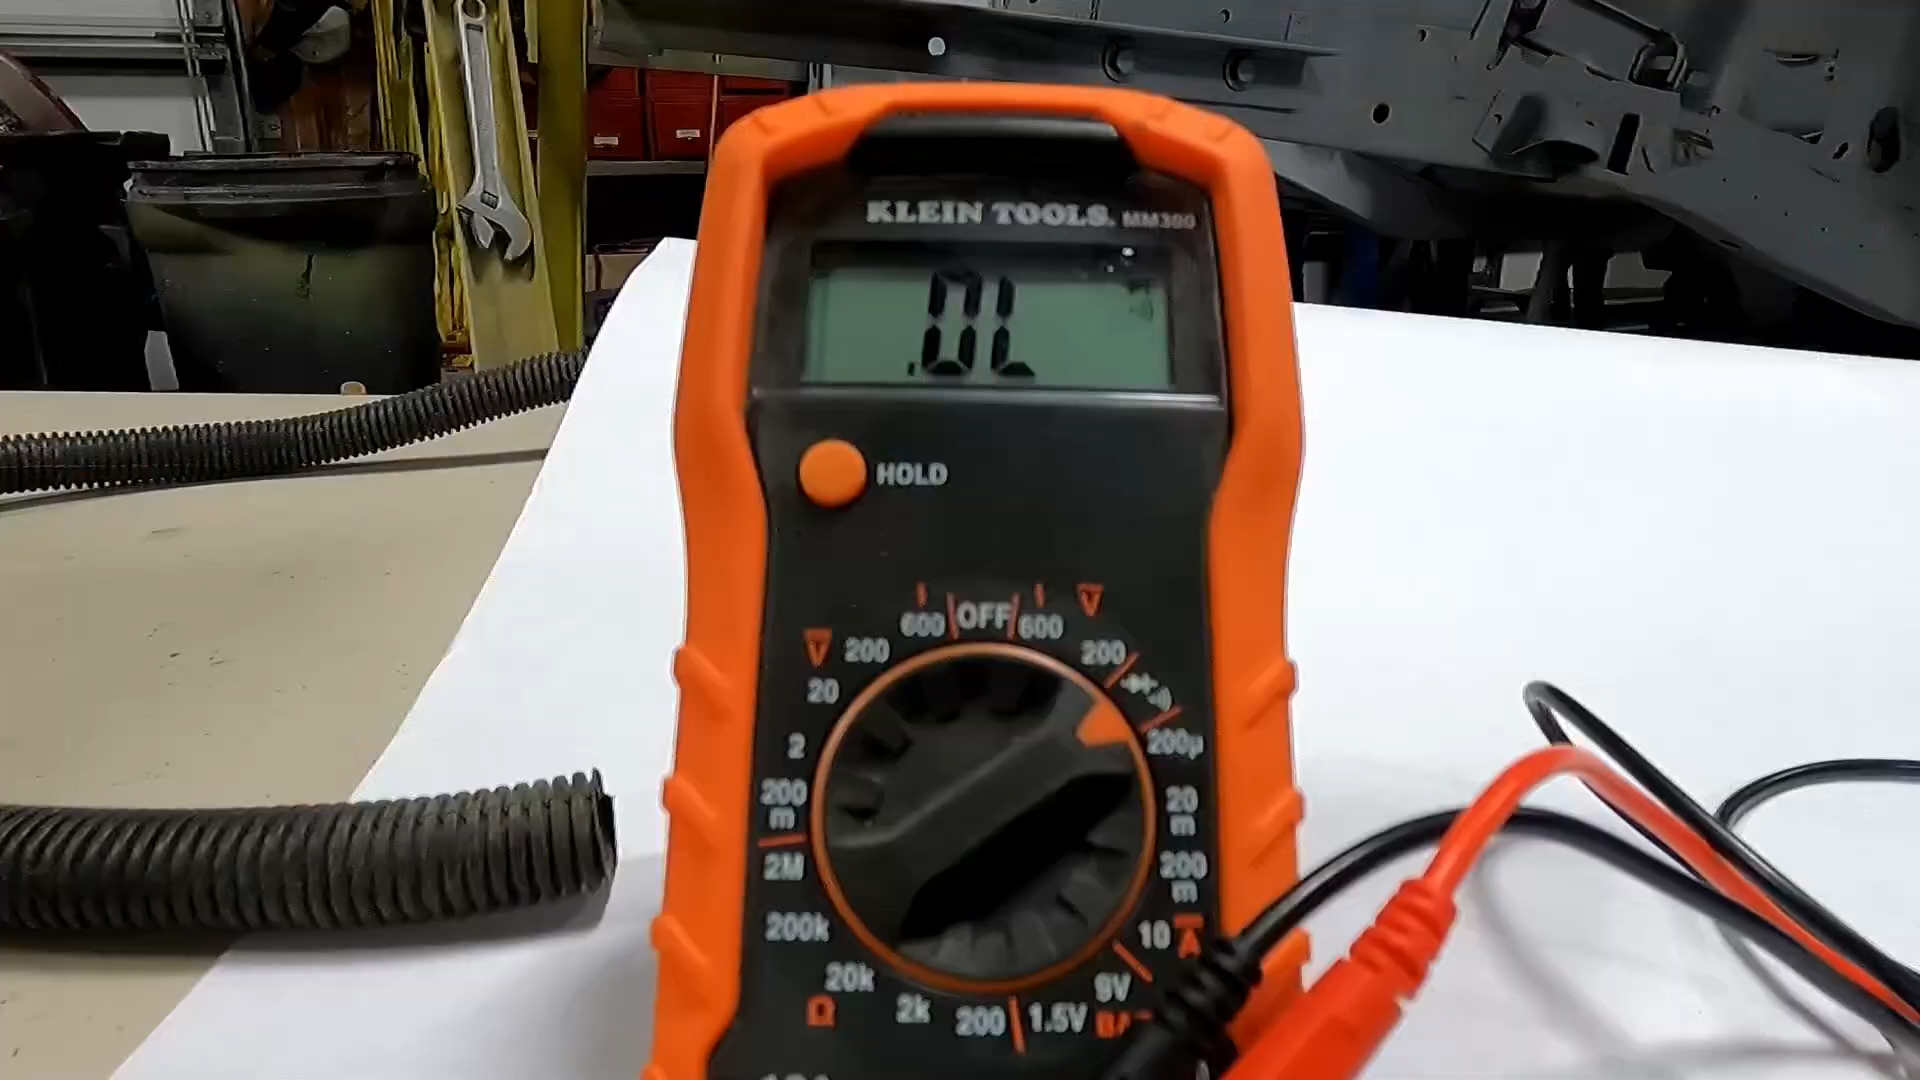 KLEIN TOOLS. MM300
.0L
HOLD
600 OFF 600 V
V 200 200
20
2 200µ
200 m 20 m
2M 200 m
200k 10 A
20k 9V
Ω 2k 200 1.5V